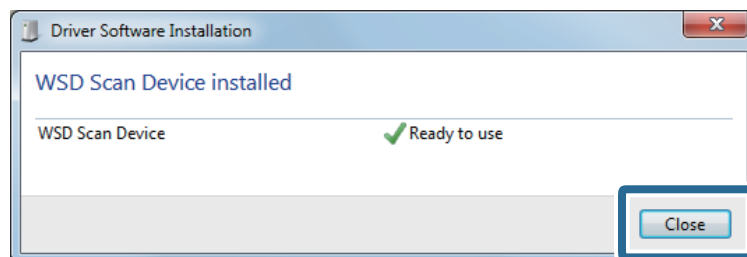 Driver Software Installation
WSD Scan Device installed
WSD Scan Device Ready to use
Close